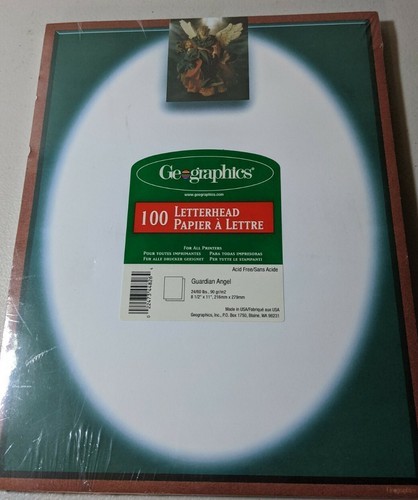 Geographics®
www.geographics.com
100 LETTERHEAD
PAPIER À LETTRE
FOR ALL PRINTERS
POUR TOUTES IMPRIMANTES PARA TODAS IMPRESORAS
FÜR ALLE DRUCKER GEEIGNET PER TUTTE LE STAMPANTI
Acid Free/Sans Acide
Guardian Angel
24/60 lbs., 90 gr/m2
8 1/2" x 11", 216mm x 279mm
Made in USA/Fabriqué aux USA
Geographics, Inc., P.O. Box 1750, Blaine, WA 98231